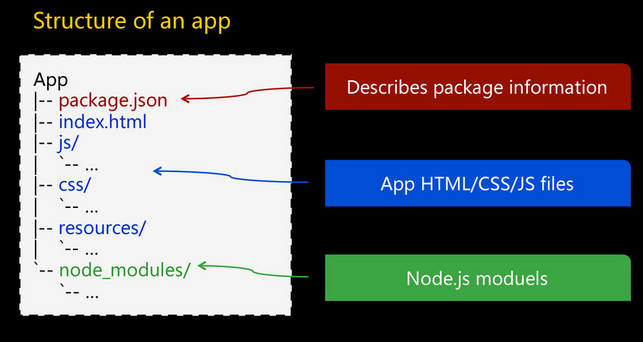 Structure of an app
App
|-- package.json
|-- index.html
|-- js/
|   `-- ...
|-- css/
|   `-- ...
|-- resources/
|   `-- ...
`-- node_modules/
    `-- ...
Describes package information
App HTML/CSS/JS files
Node.js moduels